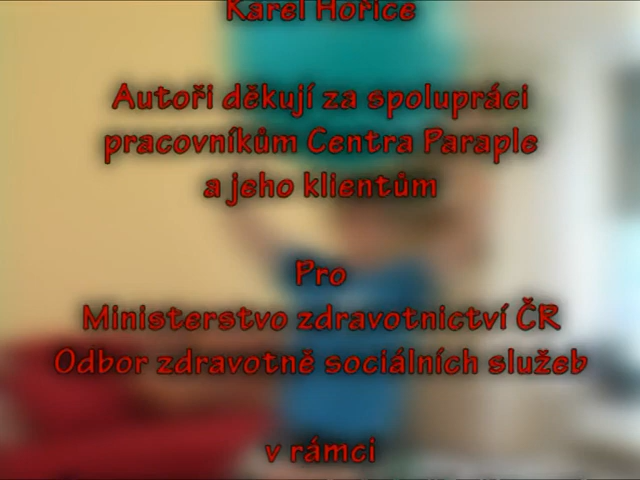 Karel Hořice
Autoři děkují za spolupráci
pracovníkům Centra Paraple
a jeho klientům
Pro
Ministerstvo zdravotnictví ČR
Odbor zdravotně sociálních služeb
v rámci